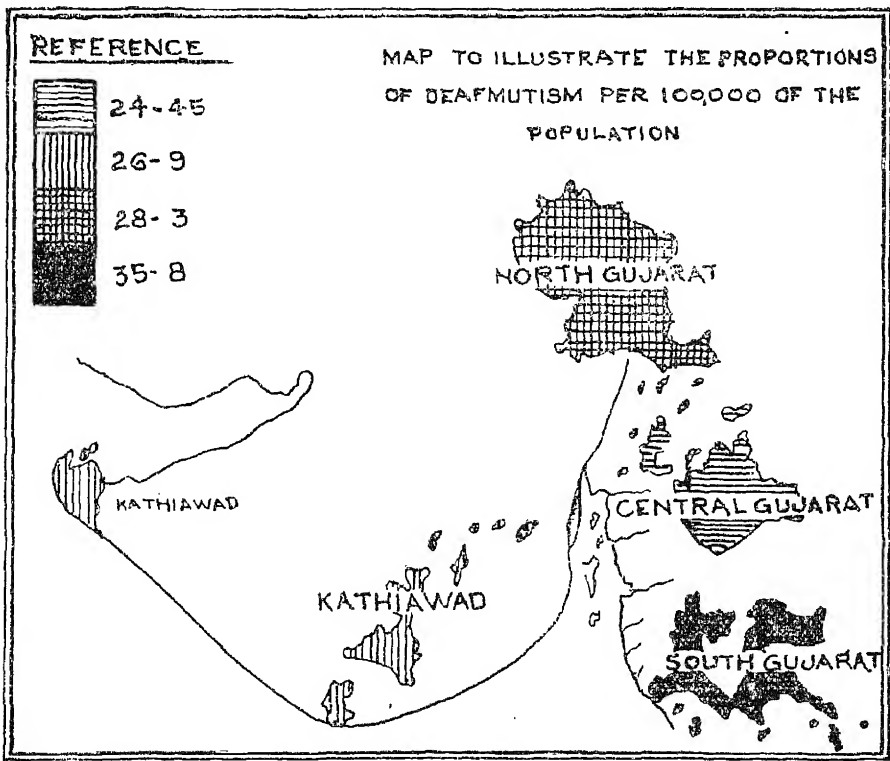 REFERENCE
24-45
26-9
28-3
35-8
MAP TO ILLUSTRATE THE PROPORTIONS
OF DEAFMUTISM PER 100,000 OF THE
POPULATION
NORTH GUJARAT
KATHIAWAD
CENTRAL GUJARAT
KATHIAWAD
SOUTH GUJARAT